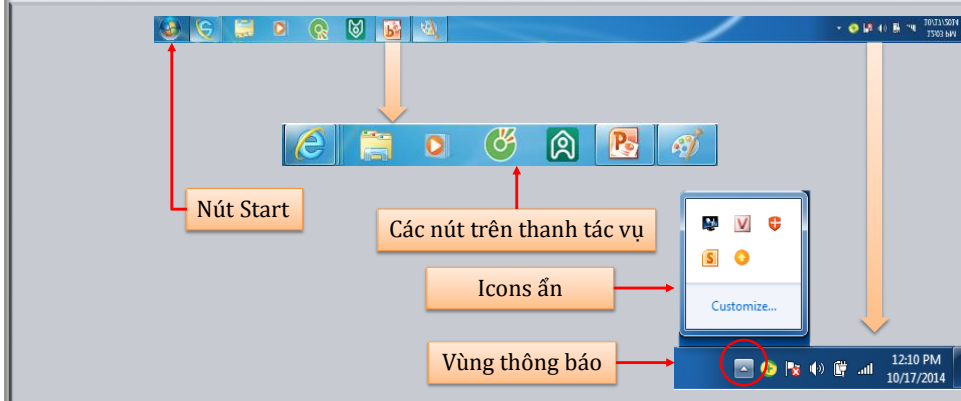 Nút Start
Các nút trên thanh tác vụ
Icons ẩn
Customize...
Vùng thông báo
12:10 PM
10/17/2014